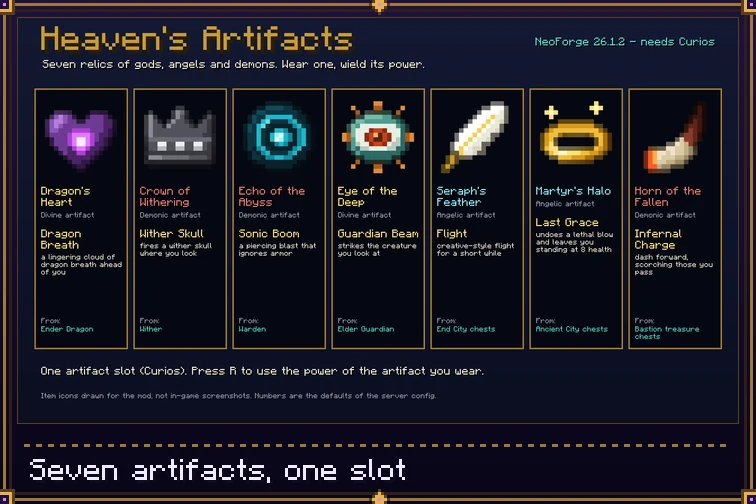 Heaven's Artifacts
NeoForge 26.1.2 - needs Curios
Seven relics of gods, angels and demons. Wear one, wield its power.
Dragon's
Heart
Divine artifact
Dragon
Breath
a lingering cloud of
dragon breath ahead
of you
From:
Ender Dragon
Crown of
Withering
Demonic artifact
Wither Skull
fires a wither skull
where you look
From:
Wither
Echo of the
Abyss
Demonic artifact
Sonic Boom
a piercing blast that
ignores armor
From:
Warden
Eye of the
Deep
Divine artifact
Guardian Beam
strikes the creature
you look at
From:
Elder Guardian
Seraph's
Feather
Angelic artifact
Flight
creative-style flight
for a short while
From:
End City chests
Martyr's Halo
Angelic artifact
Last Grace
undoes a lethal blow
and leaves you
standing at 8 health
From:
Ancient City chests
Horn of the
Fallen
Demonic artifact
Infernal
Charge
dash forward,
scorching those you
pass
From:
Bastion treasure
chests
One artifact slot (Curios). Press R to use the power of the artifact you wear.
Item icons drawn for the mod, not in-game screenshots. Numbers are the defaults of the server config.
Seven artifacts, one slot